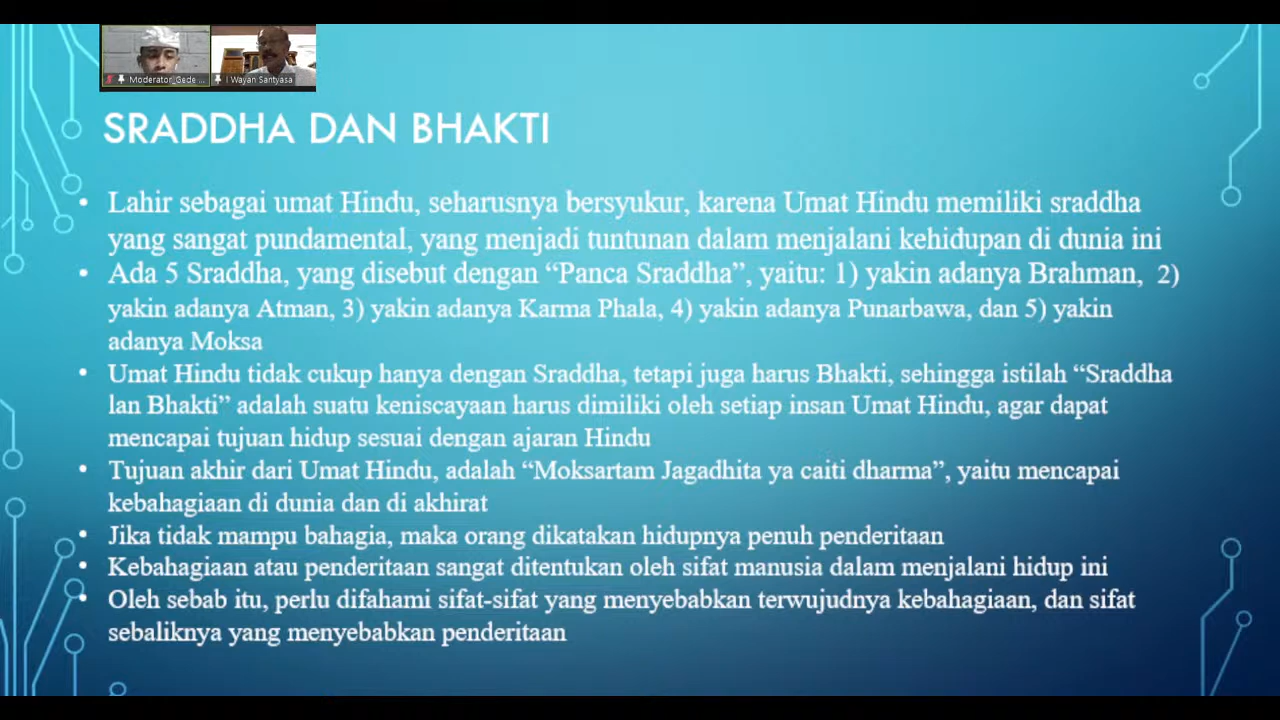 Moderator_Gede ...
I Wayan Santyasa
SRADDHA DAN BHAKTI
• Lahir sebagai umat Hindu, seharusnya bersyukur, karena Umat Hindu memiliki sraddha
yang sangat pundamental, yang menjadi tuntunan dalam menjalani kehidupan di dunia ini
• Ada 5 Sraddha, yang disebut dengan “Panca Sraddha”, yaitu: 1) yakin adanya Brahman, 2)
yakin adanya Atman, 3) yakin adanya Karma Phala, 4) yakin adanya Punarbawa, dan 5) yakin
adanya Moksa
• Umat Hindu tidak cukup hanya dengan Sraddha, tetapi juga harus Bhakti, sehingga istilah “Sraddha
lan Bhakti” adalah suatu keniscayaan harus dimiliki oleh setiap insan Umat Hindu, agar dapat
mencapai tujuan hidup sesuai dengan ajaran Hindu
• Tujuan akhir dari Umat Hindu, adalah “Moksartam Jagadhita ya caiti dharma”, yaitu mencapai
kebahagiaan di dunia dan di akhirat
• Jika tidak mampu bahagia, maka orang dikatakan hidupnya penuh penderitaan
• Kebahagiaan atau penderitaan sangat ditentukan oleh sifat manusia dalam menjalani hidup ini
• Oleh sebab itu, perlu difahami sifat-sifat yang menyebabkan terwujudnya kebahagiaan, dan sifat
sebaliknya yang menyebabkan penderitaan